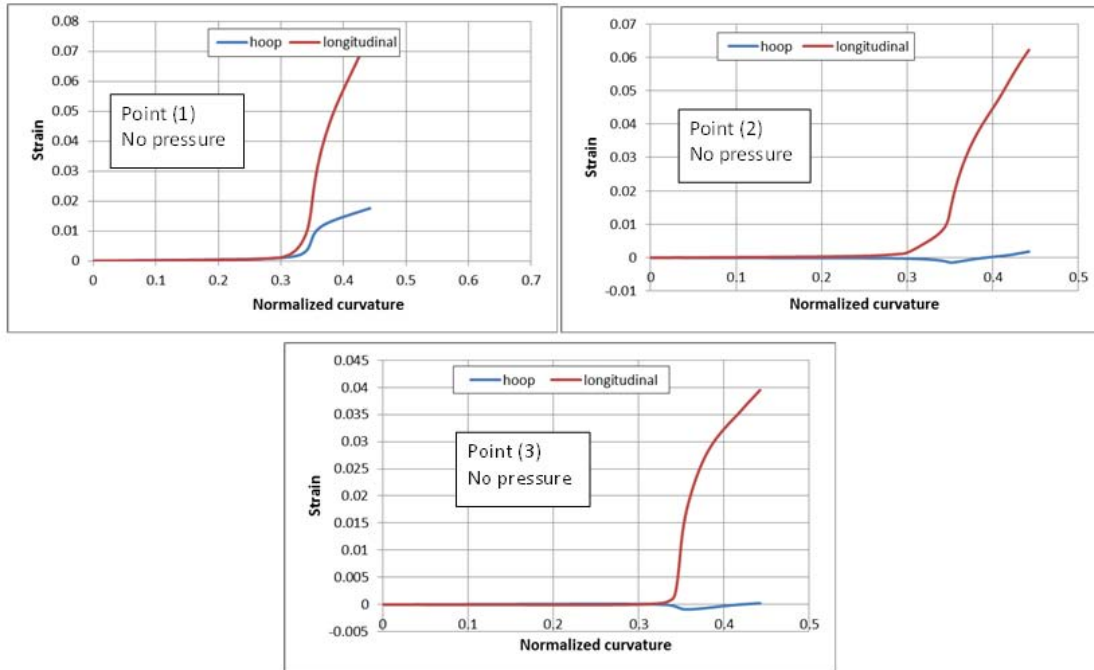 0.08
0.07
0.06
0.05
0.04
0.03
0.02
0.01
0
Strain
hoop longitudinal
Point (1)
No pressure
0 0.1 0.2 0.3 0.4 0.5 0.6 0.7
Normalized curvature
0.07
0.06
0.05
0.04
0.03
0.02
0.01
0
-0.01
Strain
hoop longitudinal
Point (2)
No pressure
0 0.1 0.2 0.3 0.4 0.5
Normalized curvature
0.045
0.04
0.035
0.03
0.025
0.02
0.015
0.01
0.005
0
-0.005
Strain
hoop longitudinal
Point (3)
No pressure
0 0.1 0.2 0.3 0.4 0.5
Normalized curvature